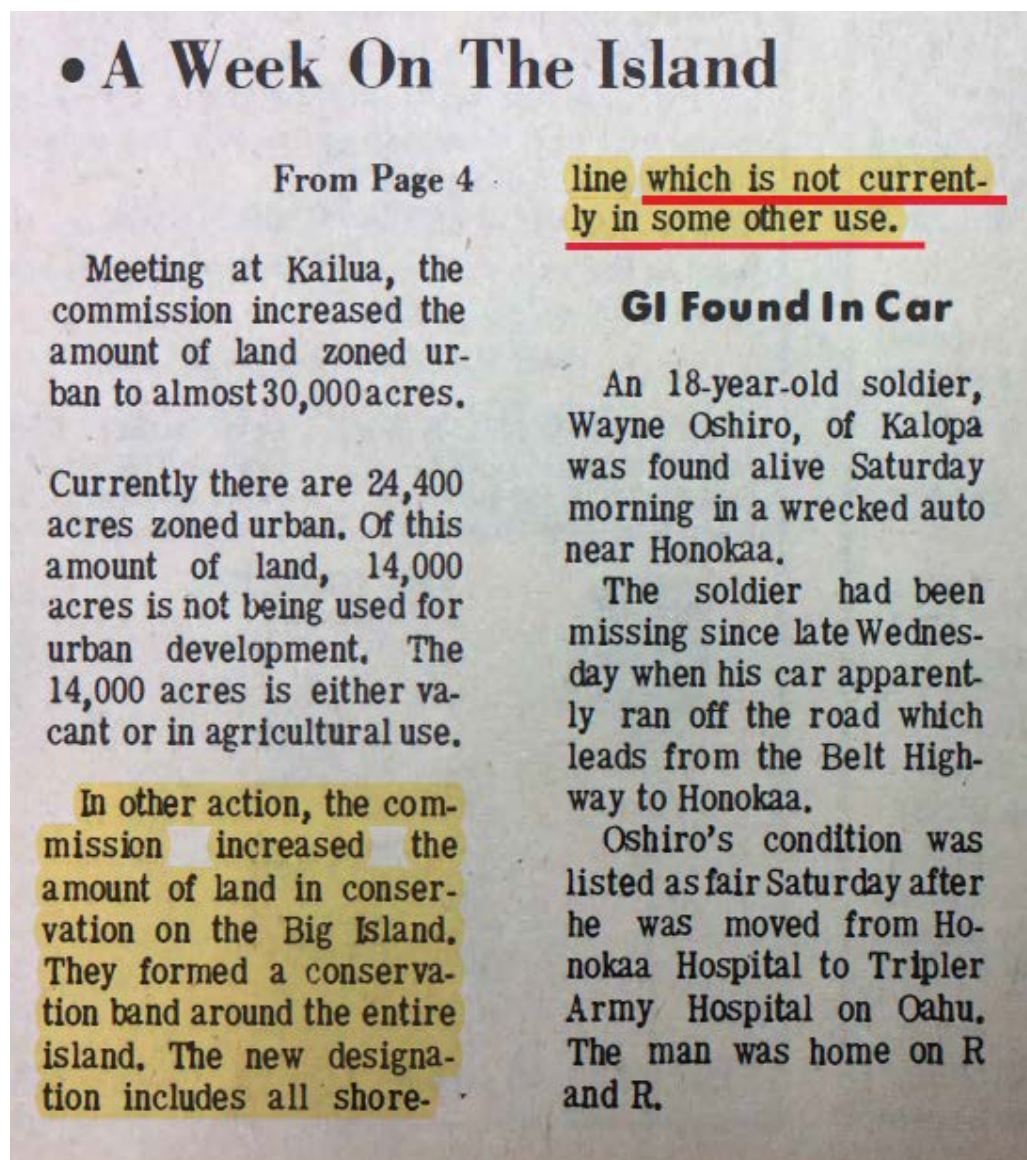 • A Week On The Island
From Page 4
Meeting at Kailua, the
commission increased the
amount of land zoned ur-
ban to almost 30,000 acres.
Currently there are 24,400
acres zoned urban. Of this
amount of land, 14,000
acres is not being used for
urban development. The
14,000 acres is either va-
cant or in agricultural use.
In other action, the com-
mission increased the
amount of land in conser-
vation on the Big Island.
They formed a conserva-
tion band around the entire
island. The new designa-
tion includes all shore-
line which is not current-
ly in some other use.
GI Found In Car
An 18-year-old soldier,
Wayne Oshiro, of Kalopa
was found alive Saturday
morning in a wrecked auto
near Honokaa.
The soldier had been
missing since late Wednes-
day when his car apparent-
ly ran off the road which
leads from the Belt High-
way to Honokaa.
Oshiro's condition was
listed as fair Saturday after
he was moved from Ho-
nokaa Hospital to Tripler
Army Hospital on Oahu.
The man was home on R
and R.